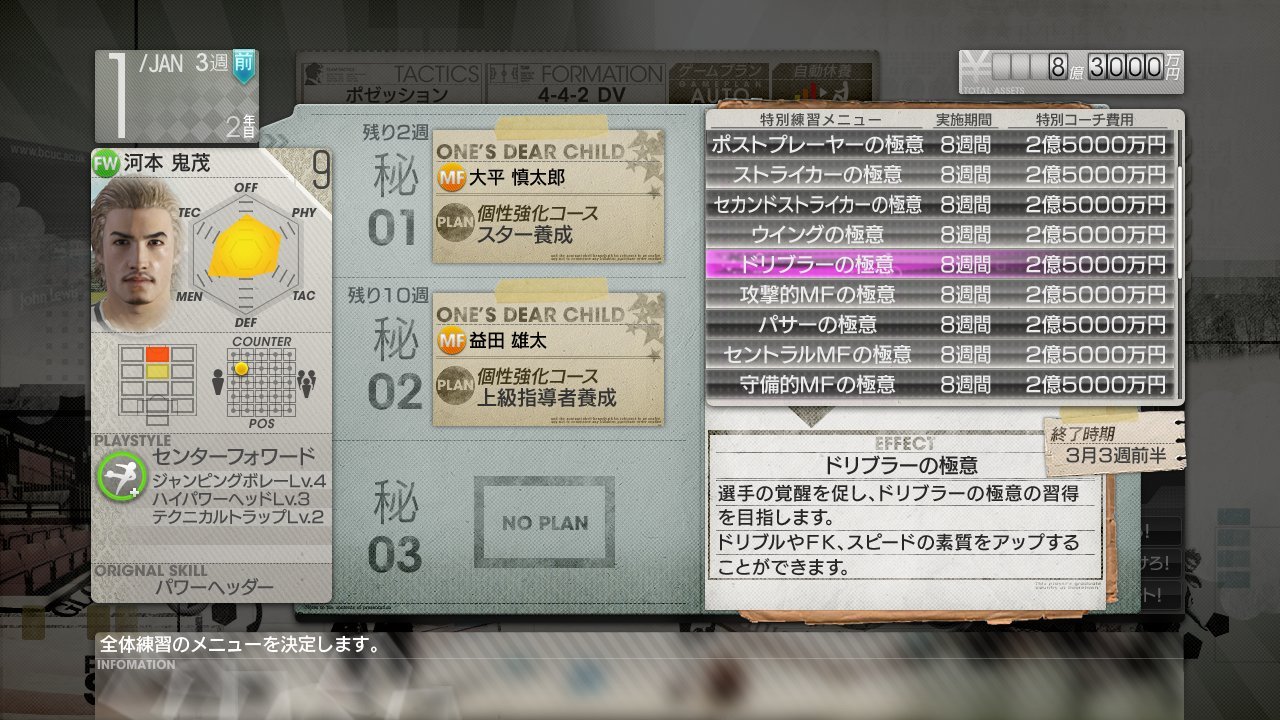 1 /JAN 3週 前
2年目
TACTICS
ポゼッション
FORMATION
4-4-2 DV
ゲームプラン
AUTO
自動休養
8億3000万円
TOTAL ASSETS
FW 河本 鬼茂 9
OFF
TEC PHY
MEN TAC
DEF
COUNTER
POS
PLAYSTYLE
センターフォワード
ジャンピングボレーLv.4
ハイパワーヘッドLv.3
テクニカルトラップLv.2
ORIGNAL SKILL
パワーヘッダー
残り2週
秘
01
ONE'S DEAR CHILD
MF 大平 慎太郎
PLAN 個性強化コース
スター養成
残り10週
秘
02
ONE'S DEAR CHILD
MF 益田 雄太
PLAN 個性強化コース
上級指導者養成
秘
03
NO PLAN
特別練習メニュー 実施期間 特別コーチ費用
ポストプレーヤーの極意 8週間 2億5000万円
ストライカーの極意 8週間 2億5000万円
セカンドストライカーの極意 8週間 2億5000万円
ウイングの極意 8週間 2億5000万円
ドリブラーの極意 8週間 2億5000万円
攻撃的MFの極意 8週間 2億5000万円
パサーの極意 8週間 2億5000万円
セントラルMFの極意 8週間 2億5000万円
守備的MFの極意 8週間 2億5000万円
終了時期
3月3週前半
EFFECT
ドリブラーの極意
選手の覚醒を促し、ドリブラーの極意の習得
を目指します。
ドリブルやFK、スピードの素質をアップする
ことができます。
全体練習のメニューを決定します。
INFOMATION